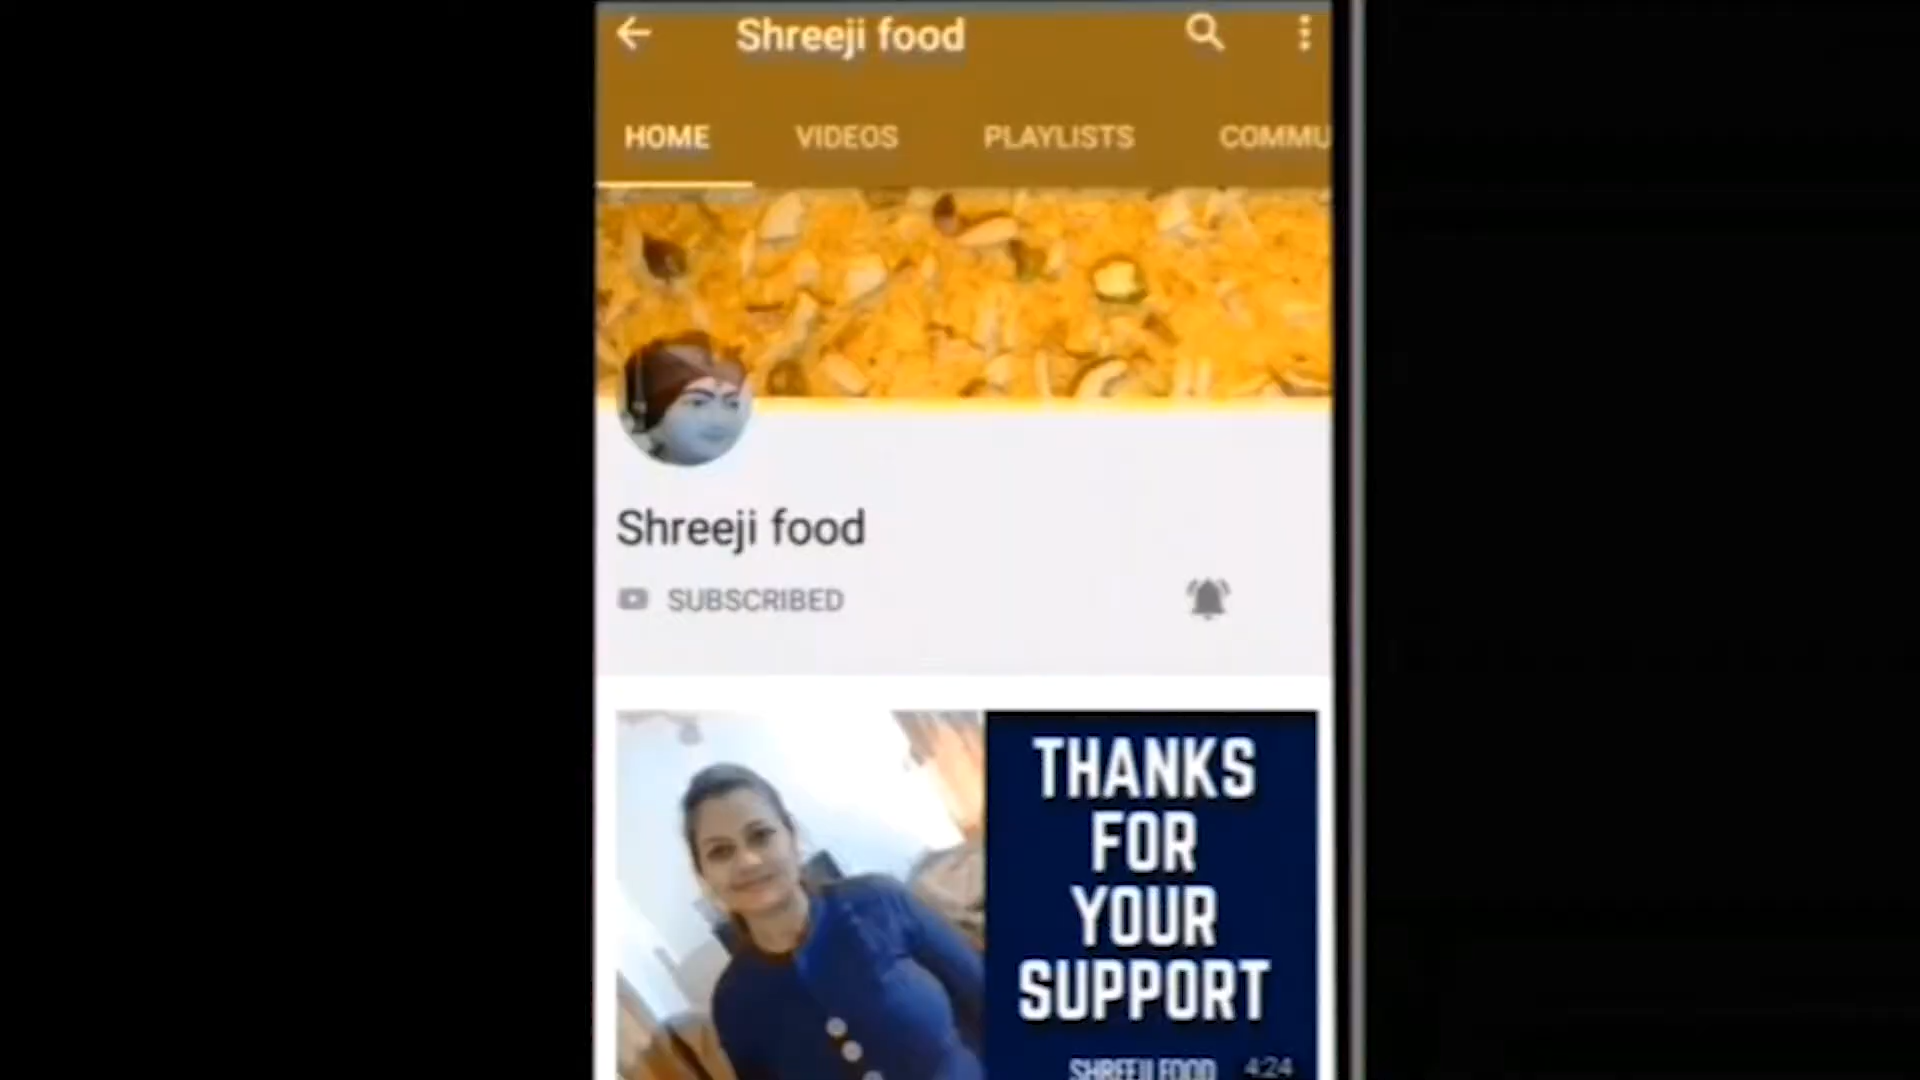 Shreeji food
HOME VIDEOS PLAYLISTS COMMU
Shreeji food
SUBSCRIBED
THANKS
FOR
YOUR
SUPPORT
SHREEJI FOOD 4:24